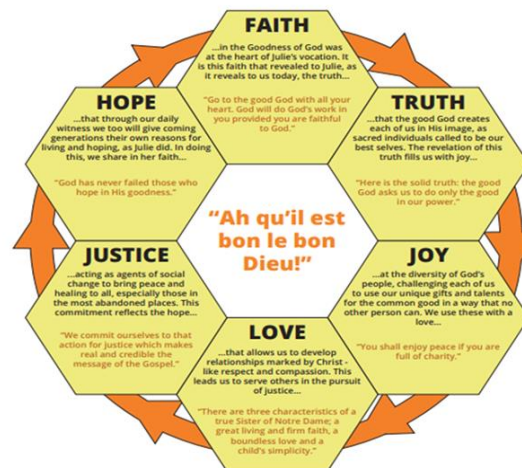 FAITH
...in the Goodness of God was
at the heart of Julie's vocation. It
is this faith that revealed to Julie, as
it reveals to us today, the truth...
"Go to the good God with all your
heart. God will do God's work in
you provided you are faithful
to God."
TRUTH
...that the good God creates
each of us in His image, as
sacred individuals called to be our
best selves. The revelation of this
truth fills us with joy...
"Here is the solid truth: the good
God asks us to do only the good
in our power."
JOY
...at the diversity of God's
people, challenging each of us
to use our unique gifts and talents
for the common good in a way that no
other person can. We use these with a
love...
"You shall enjoy peace if you are
full of charity."
LOVE
...that allows us to develop
relationships marked by Christ -
like respect and compassion. This
leads us to serve others in the pursuit
of justice...
"There are three characteristics of a
true Sister of Notre Dame; a
great living and firm faith, a
boundless love and a
child's simplicity."
JUSTICE
...acting as agents of social
change to bring peace and
healing to all, especially those in
the most abandoned places. This
commitment reflects the hope...
"We commit ourselves to that
action for justice which makes
real and credible the
message of the Gospel."
HOPE
...that through our daily
witness we too will give coming
generations their own reasons for
living and hoping, as Julie did. In doing
this, we share in her faith...
"God has never failed those who
hope in His goodness."
"Ah qu'il est
bon le bon
Dieu!"